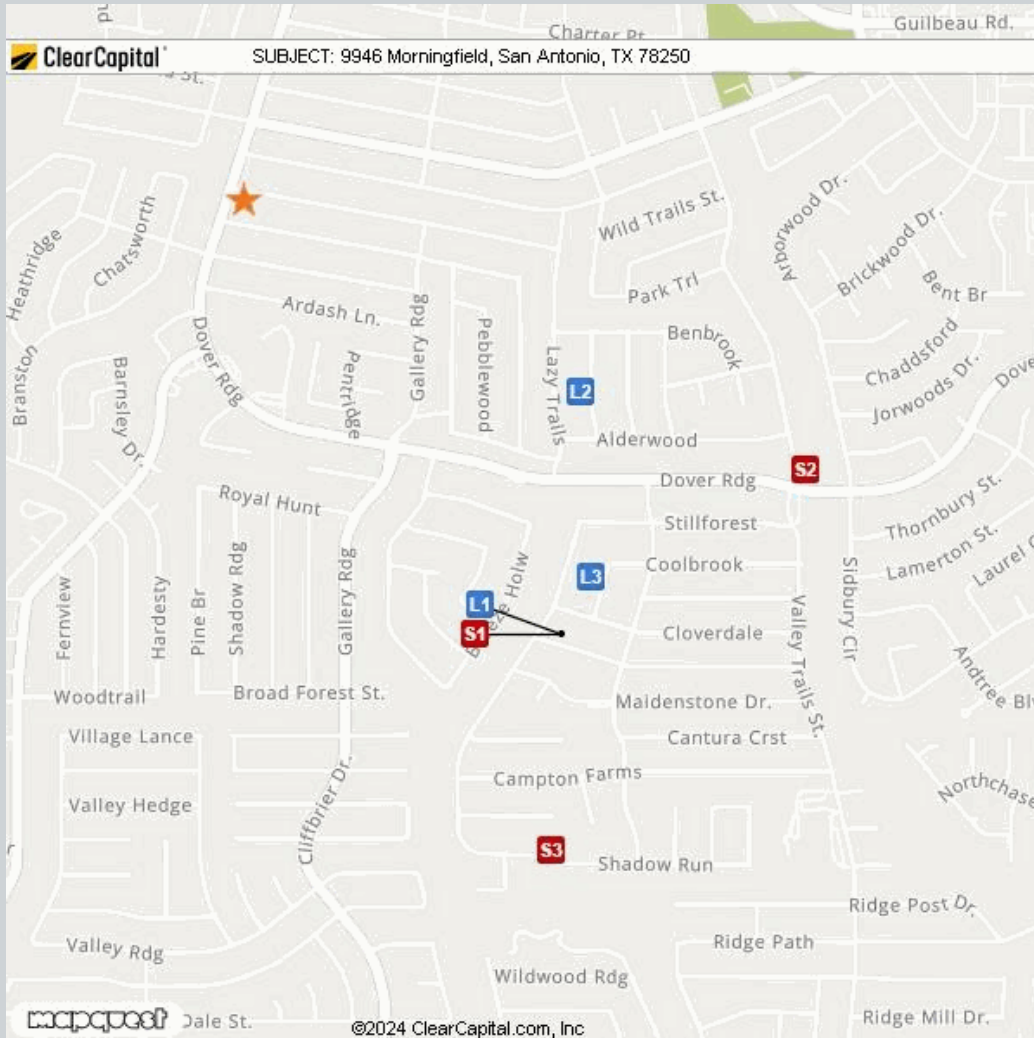 Charter Pt
Guilbeau Rd.
ClearCapital
SUBJECT: 9946 Morningfield, San Antonio, TX 78250
St.
Wild Trails St.
Arborwood Dr.
Brickwood Dr.
Chatsworth
Heathridge
Park Trl
Bent Br
Ardash Ln.
Gallery Rdg
Pebblewood
Benbrook
Chaddsford
Dover Rdg
Branston
Barnsley Dr.
Pentridge
Lazy Trails
L2
Jorwoods Dr.
Dove
Alderwood
S2
Dover Rdg
Royal Hunt
Stillforest
Thornbury St.
Lamerton St.
Coolbrook
L3
Laurel
Fernview
Hardesty
Pine Br
Shadow Rdg
Gallery Rdg
L1
S1
Holw
Cloverdale
Valley Trails St.
Sidbury Cir
Woodtrail
Broad Forest St.
Maidenstone Dr.
Andtree Blv
Village Lance
Cantura Crst
Campton Farms
Northchase
Valley Hedge
Cliffbrier Dr.
S3
Shadow Run
Ridge Post Dr.
Valley Rdg
Ridge Path
Wildwood Rdg
mapquest
Dale St.
©2024 ClearCapital.com, Inc
Ridge Mill Dr.